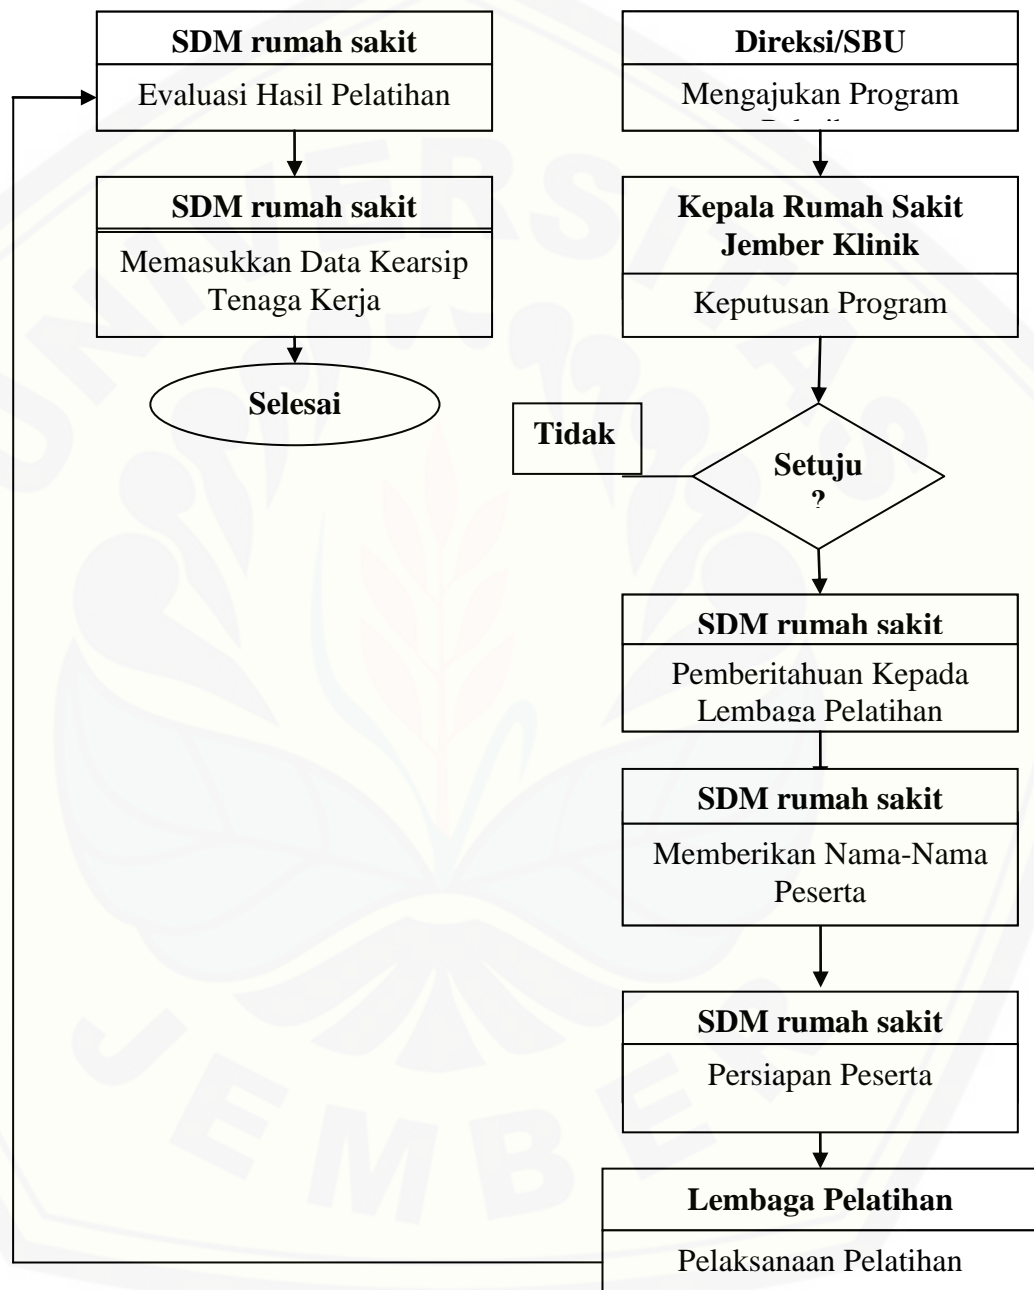 SDM rumah sakit
Evaluasi Hasil Pelatihan
SDM rumah sakit
Memasukkan Data Kearsip
Tenaga Kerja
Selesai
Direksi/SBU
Mengajukan Program
Kepala Rumah Sakit
Jember Klinik
Keputusan Program
Tidak
Setuju
?
SDM rumah sakit
Pemberitahuan Kepada
Lembaga Pelatihan
SDM rumah sakit
Memberikan Nama-Nama
Peserta
SDM rumah sakit
Persiapan Peserta
Lembaga Pelatihan
Pelaksanaan Pelatihan
UNIVERSITAS
JEMBER